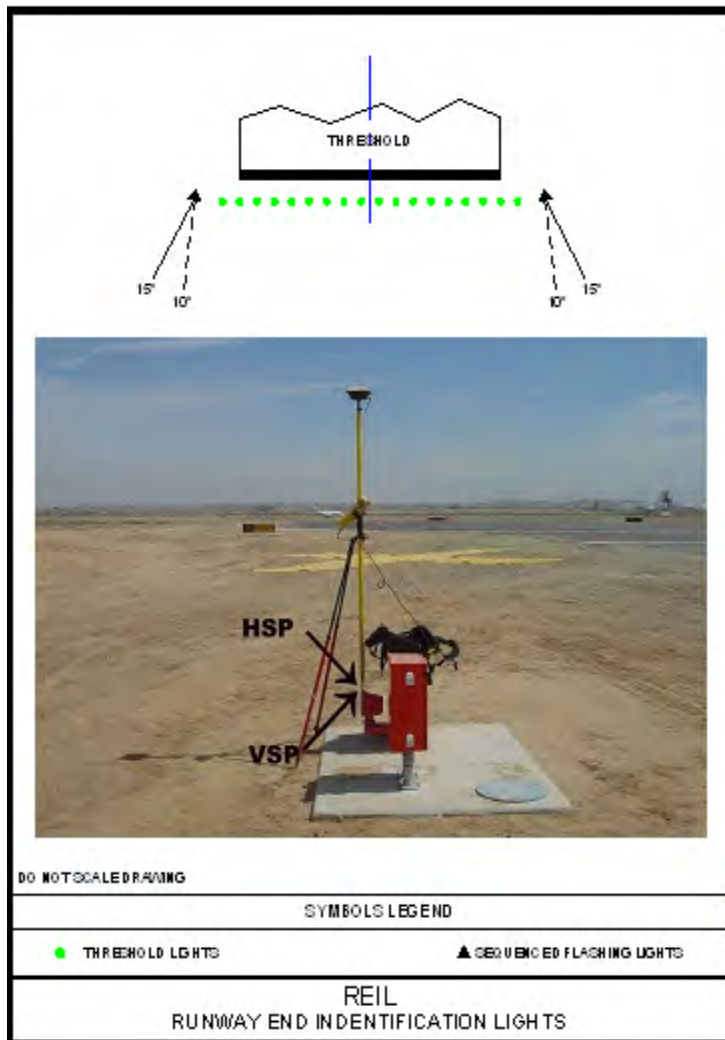 THRESHOLD
15° 10° 10° 15°
HSP
VSP
DO NOT SCALE DRAWING
SYMBOLS LEGEND
THRESHOLD LIGHTS SEQUENCED FLASHING LIGHTS
REIL
RUNWAY END INDENTIFICATION LIGHTS